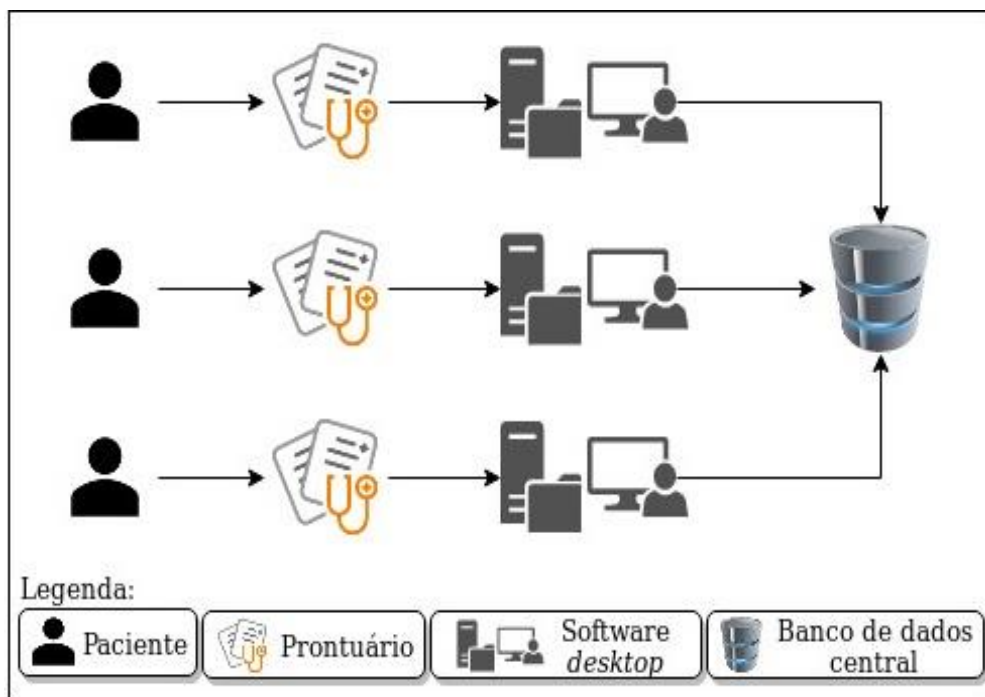 Legenda:
Paciente
Prontuário
Software
desktop
Banco de dados
central